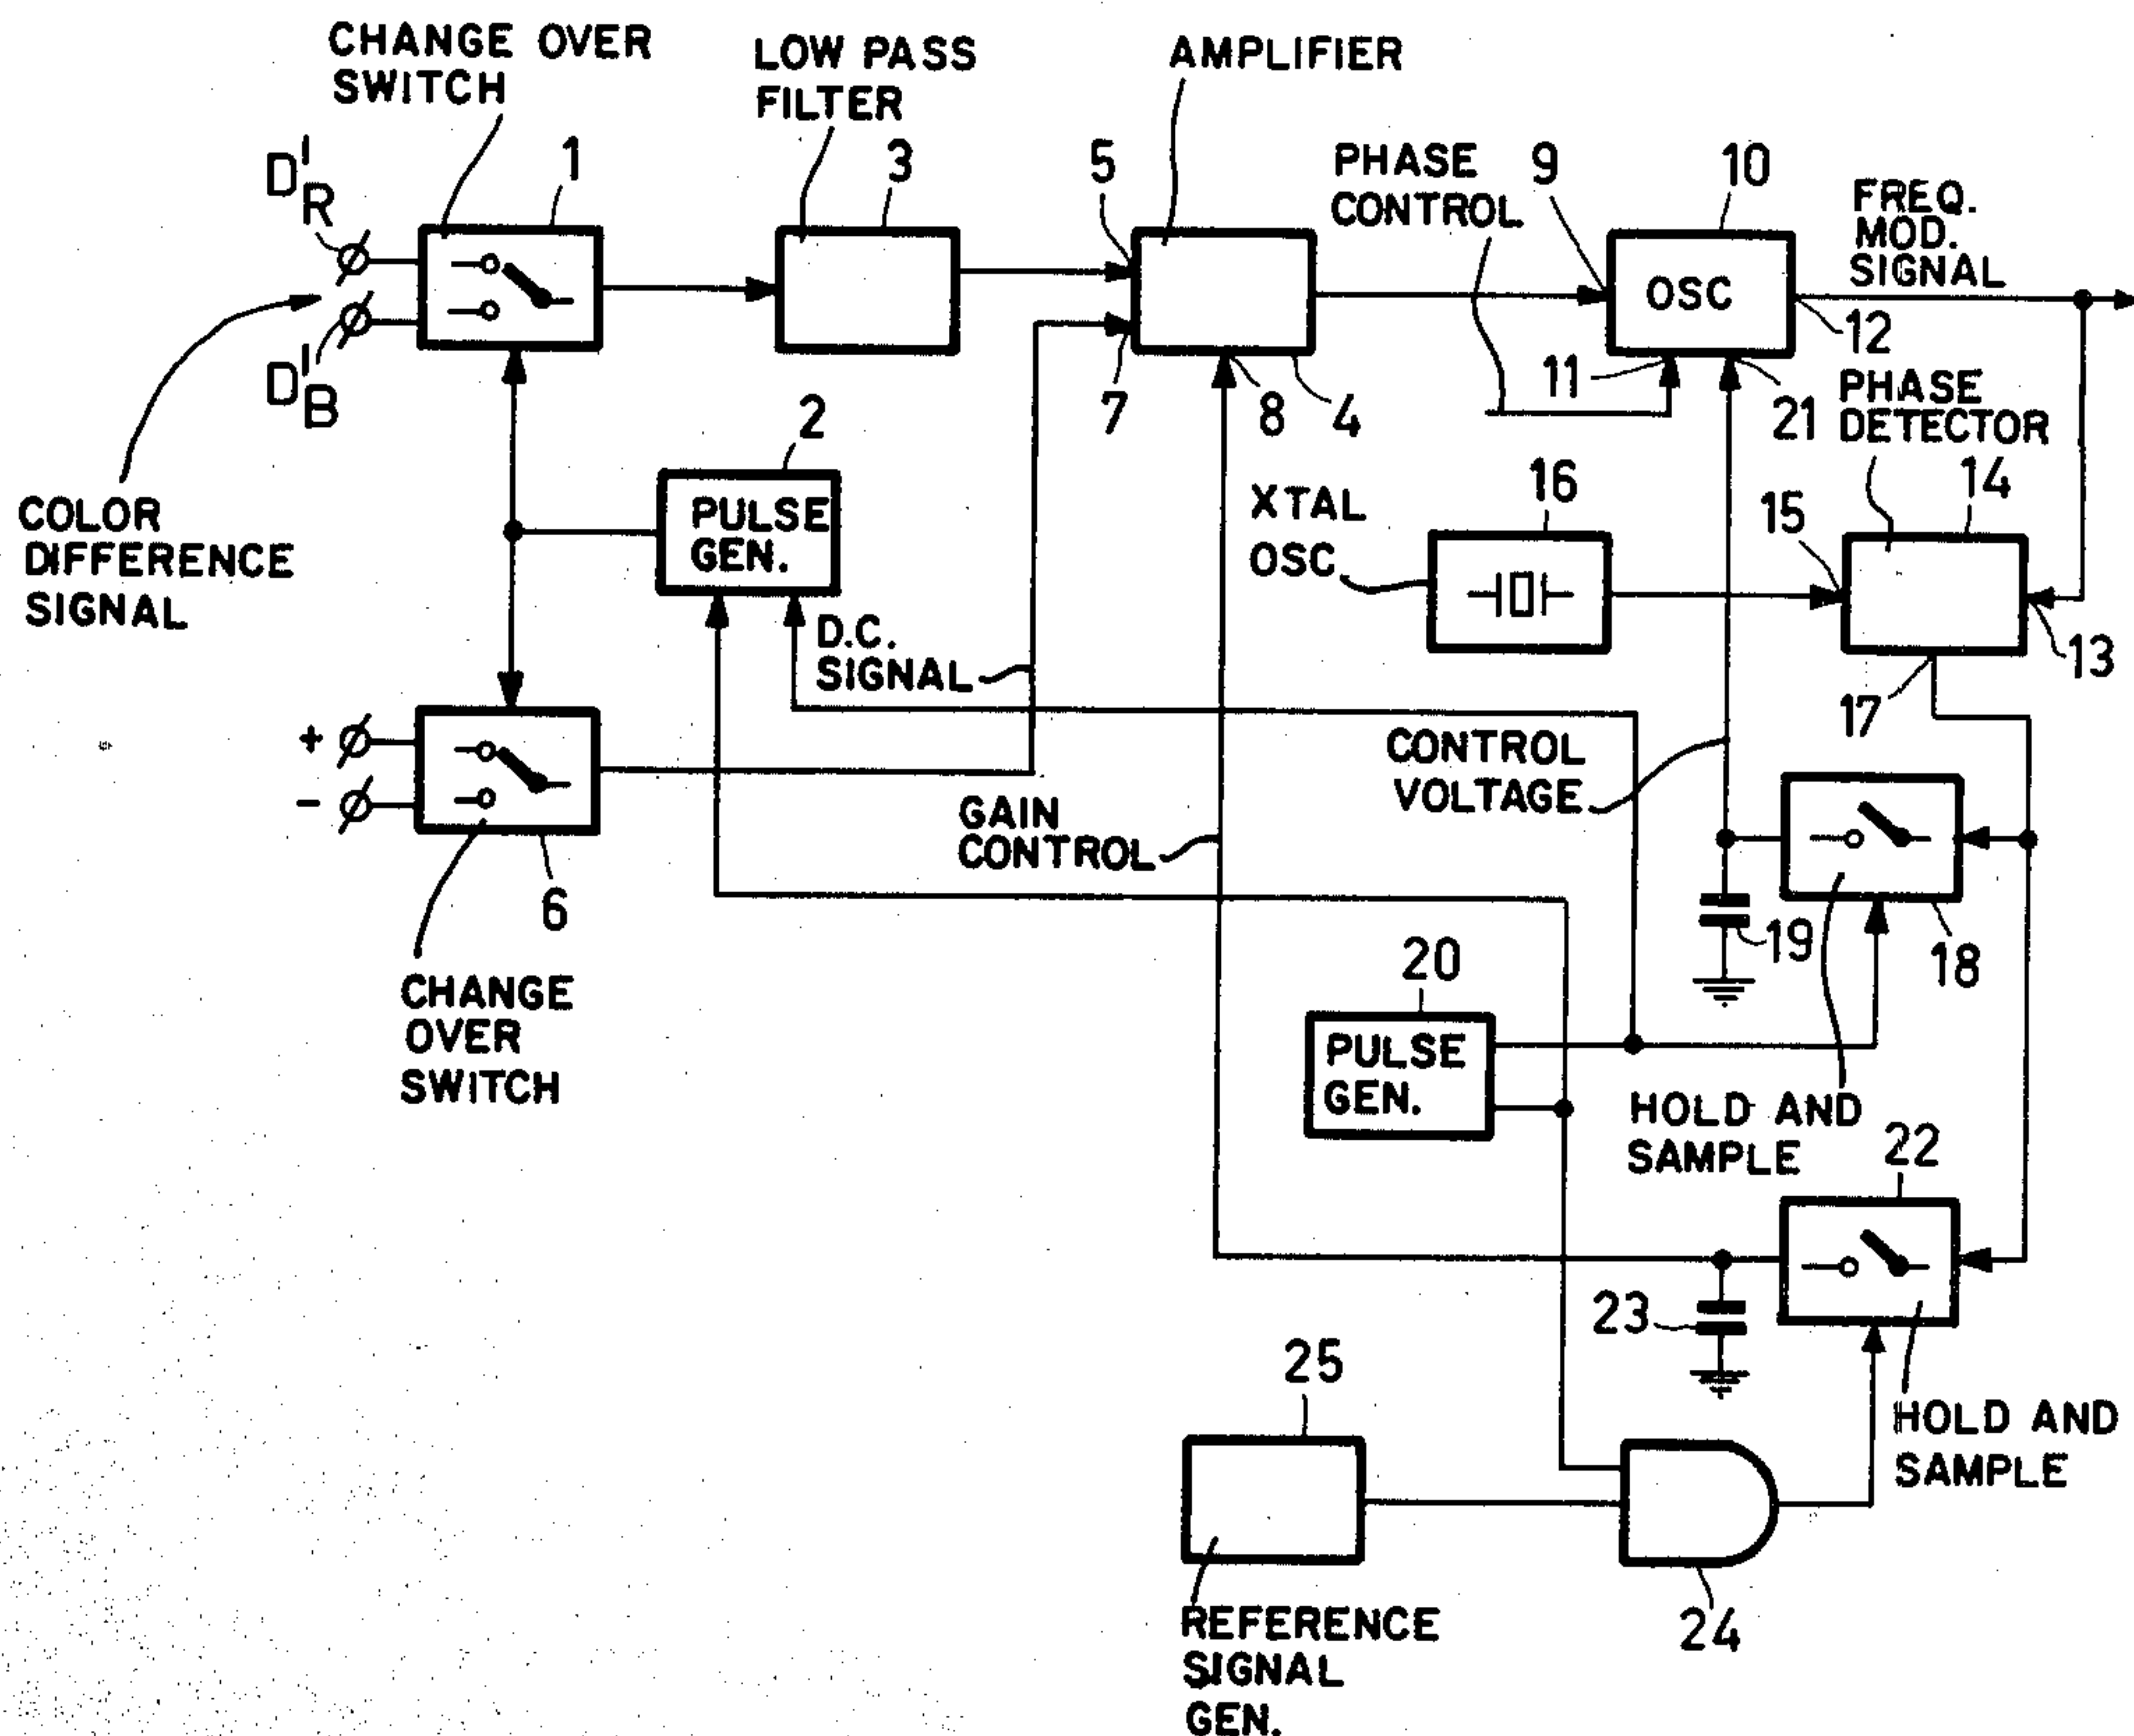 CHANGE OVER
SWITCH
LOW PASS
FILTER
AMPLIFIER
D'R
1
3
5
PHASE
CONTROL
9
10
FREQ.
MOD.
SIGNAL
OSC
D'B
2
7
8
4
11
12
21
PHASE
DETECTOR
COLOR
DIFFERENCE
SIGNAL
PULSE
GEN.
XTAL
OSC
16
15
14
13
D.C.
SIGNAL
17
+
-
CONTROL
VOLTAGE
GAIN
CONTROL
6
19
18
CHANGE
OVER
SWITCH
20
PULSE
GEN.
HOLD AND
SAMPLE
22
23
25
HOLD AND
SAMPLE
24
REFERENCE
SIGNAL
GEN.